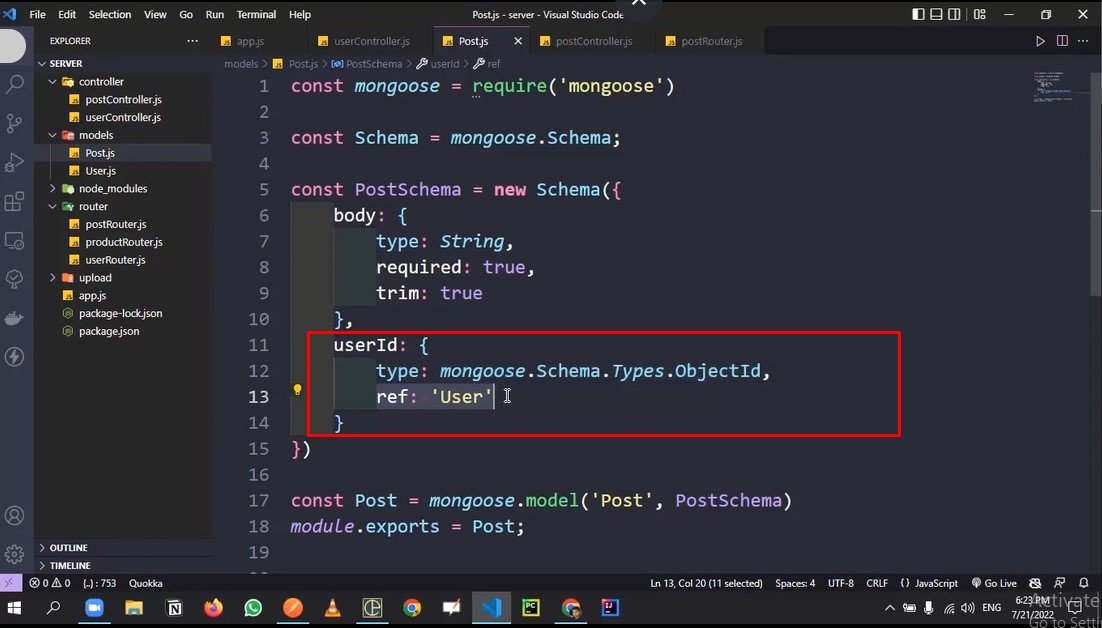 File Edit Selection View Go Run Terminal Help
Post.js - server - Visual Studio Code
EXPLORER
SERVER
controller
postController.js
userController.js
models
Post.js
User.js
node_modules
router
postRouter.js
productRouter.js
userRouter.js
upload
app.js
package-lock.json
package.json
OUTLINE
TIMELINE
app.js userController.js Post.js postController.js postRouter.js
models > Post.js > PostSchema > userId > ref
1 const mongoose = require('mongoose')
2
3 const Schema = mongoose.Schema;
4
5 const PostSchema = new Schema({
6 body: {
7 type: String,
8 required: true,
9 trim: true
10 },
11 userId: {
12 type: mongoose.Schema.Types.ObjectId,
13 ref: 'User'
14 }
15 })
16
17 const Post = mongoose.model('Post', PostSchema)
18 module.exports = Post;
19
0 0 {..} : 753 Quokka
Ln 13, Col 20 (11 selected) Spaces: 4 UTF-8 CRLF {} JavaScript Go Live
ENG
6:23 PM
7/21/2022
Activate
Go to Setti